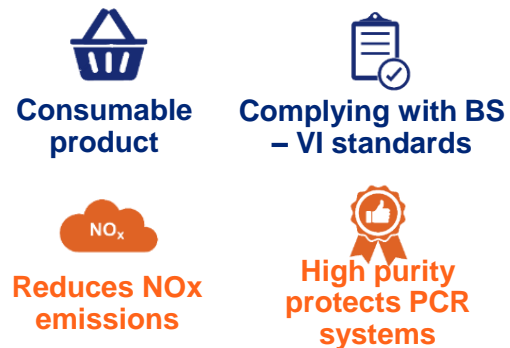 Consumable
product
Complying with BS
– VI standards
NOx
Reduces NOx
emissions
High purity
protects PCR
systems